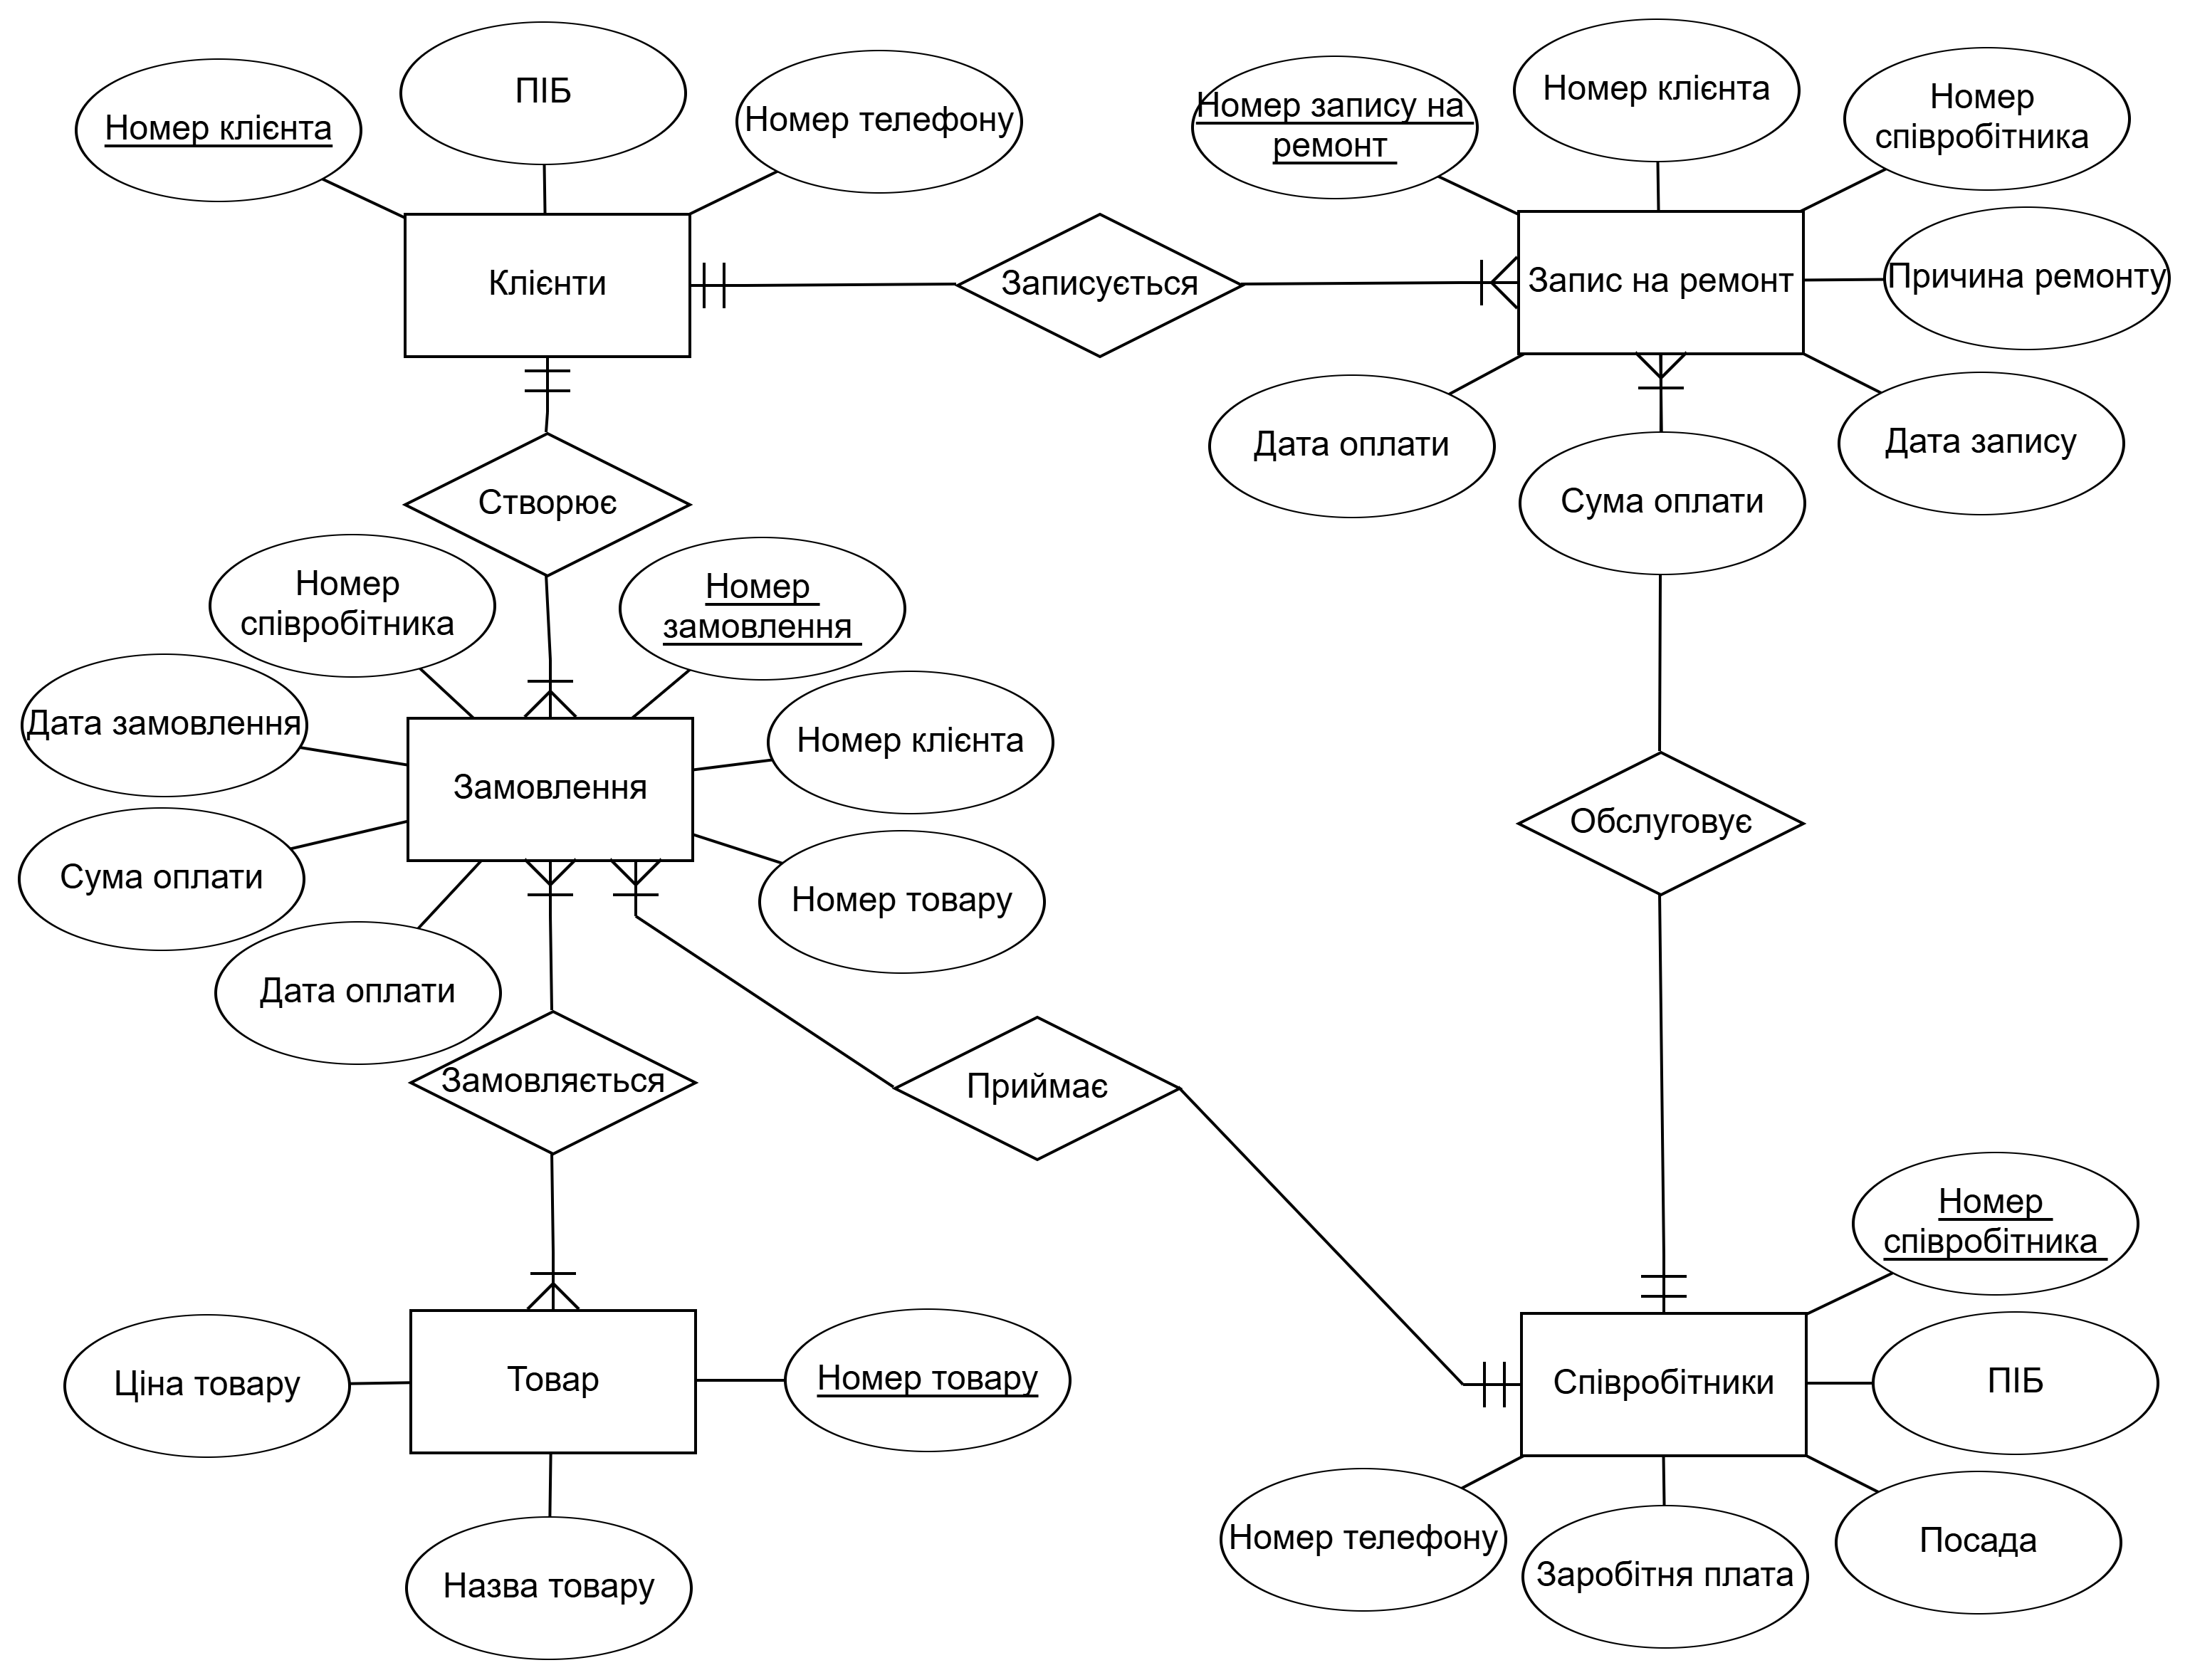 ПІБ
Номер клієнта
Номер телефону
Клієнти
Записується
Номер запису на
ремонт
Номер клієнта
Номер
співробітника
Запис на ремонт
Причина ремонту
Дата оплати
Сума оплати
Дата запису
Створює
Номер
співробітника
Номер
замовлення
Дата замовлення
Номер клієнта
Замовлення
Сума оплати
Номер товару
Дата оплати
Обслуговує
Замовляється
Приймає
Номер
співробітника
Ціна товару
Товар
Номер товару
Назва товару
Співробітники
ПІБ
Номер телефону
Заробітня плата
Посада